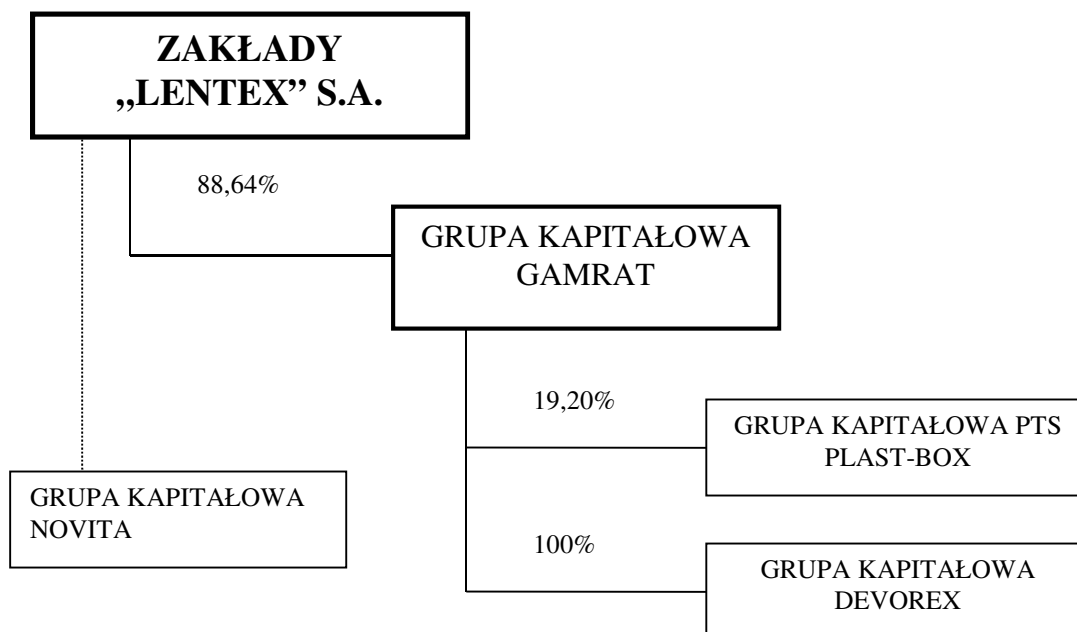 ZAKŁADY
„LENTEX” S.A.
88,64%
GRUPA KAPITAŁOWA
GAMRAT
19,20%
GRUPA KAPITAŁOWA PTS
PLAST-BOX
GRUPA KAPITAŁOWA
NOVITA
100%
GRUPA KAPITAŁOWA
DEVOREX